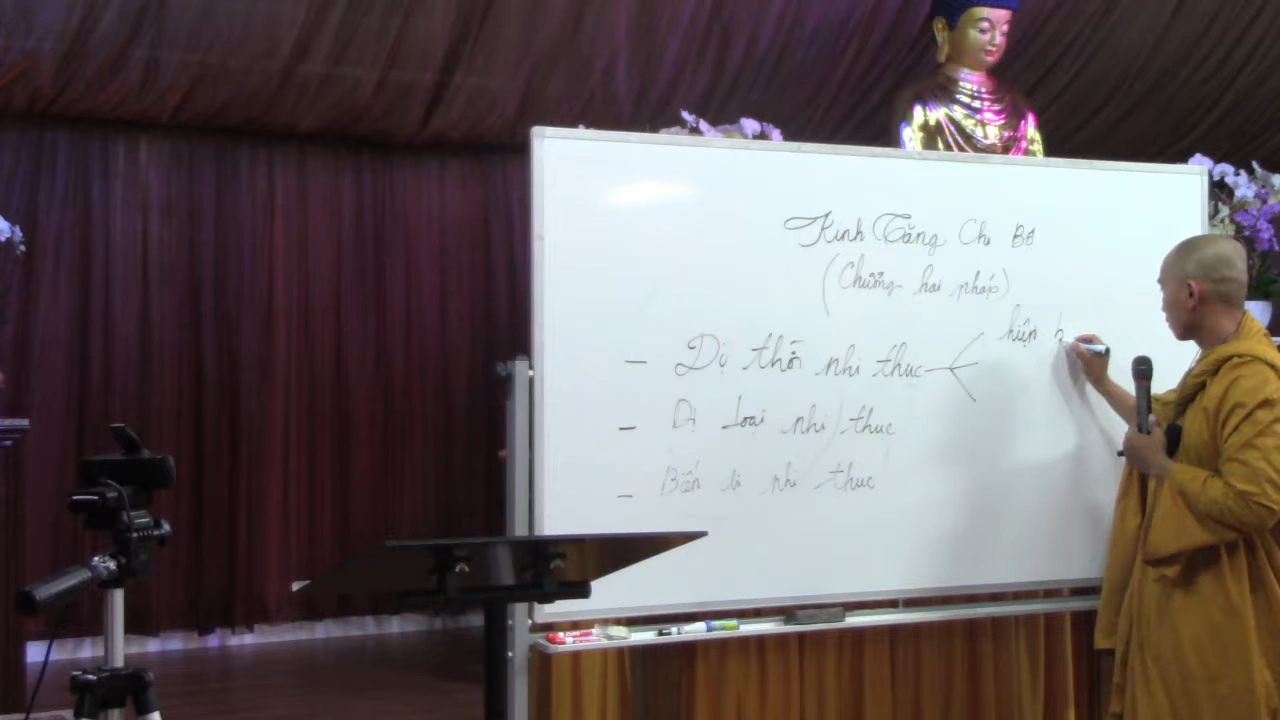 Kinh Tăng Chi Bộ
(Chương hai pháp)
- Dị thời nhi thục
hiện b
- Dị loại nhi thục
- Biến dị nhi thục